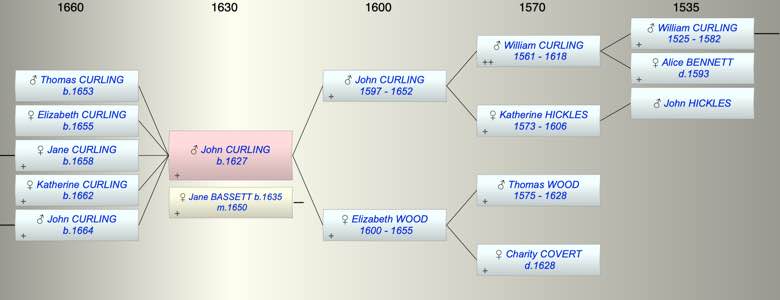 1660
1630
1600
1570
1535
♂ Thomas CURLING
b.1653
♀ Elizabeth CURLING
b.1655
♀ Jane CURLING
b.1658
+
♀ Katherine CURLING
b.1662
+
♂ John CURLING
b.1664
+
♂ John CURLING
b.1627
+
♀ Jane BASSETT b.1635
m.1650
+
♂ John CURLING
1597 - 1652
+
♀ Elizabeth WOOD
1600 - 1655
+
♂ William CURLING
1561 - 1618
++
♀ Katherine HICKLES
1573 - 1606
+
♂ Thomas WOOD
1575 - 1628
+
♀ Charity COVERT
d.1628
+
♂ William CURLING
1525 - 1582
+
♀ Alice BENNETT
d.1593
+
♂ John HICKLES